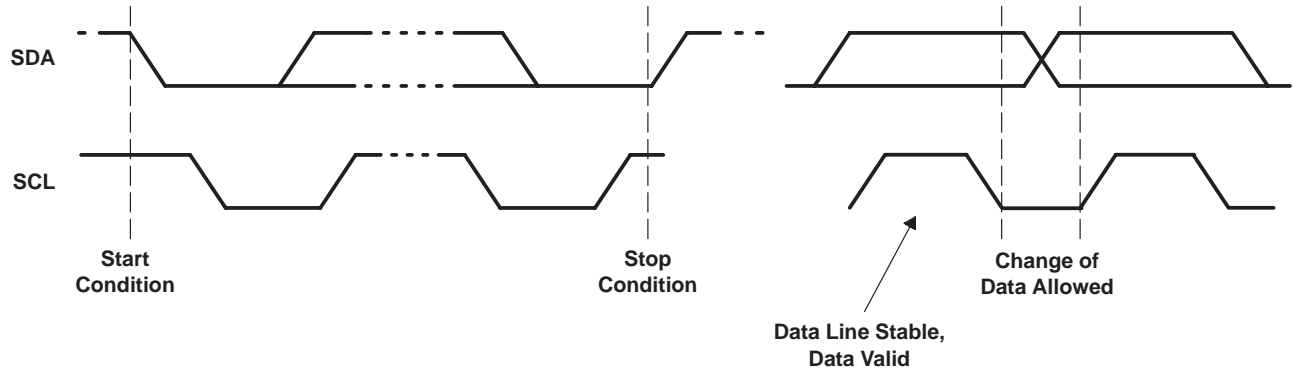 SDA
SCL
Start
Condition
Stop
Condition
Change of
Data Allowed
Data Line Stable,
Data Valid